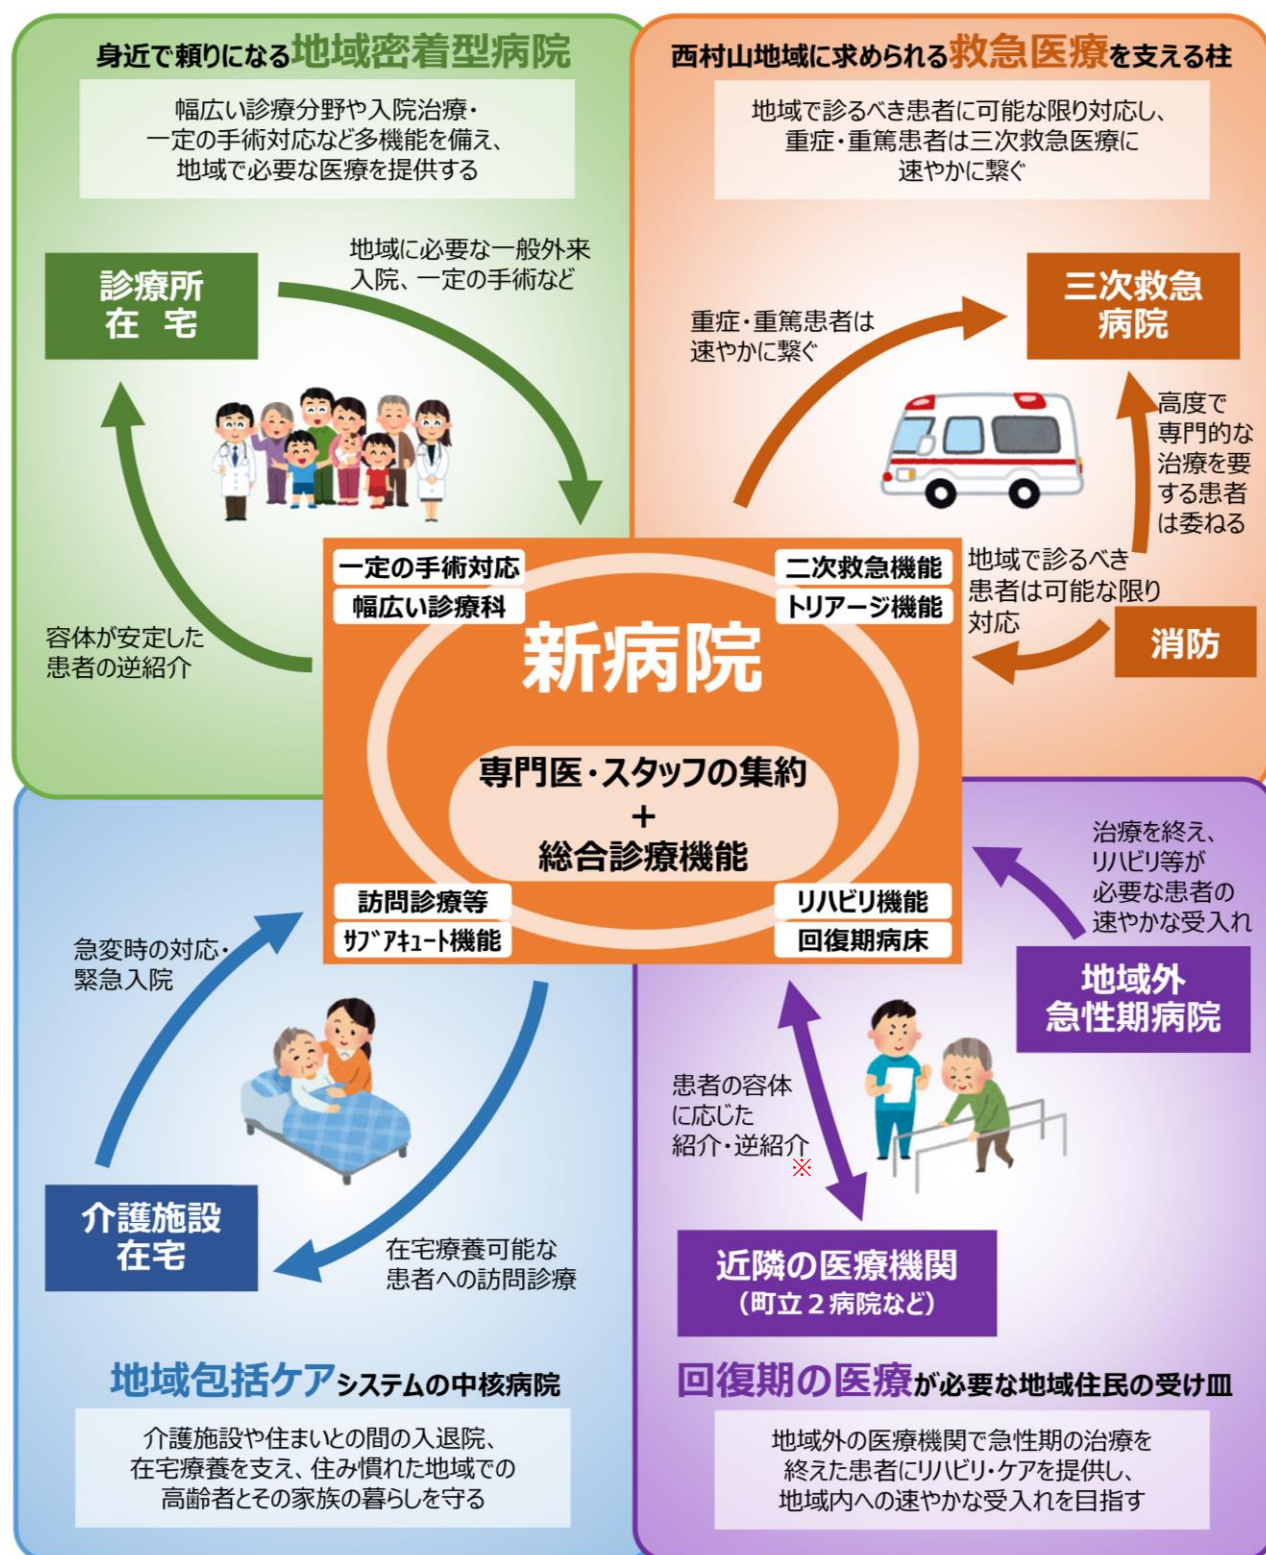 身近で頼りになる地域密着型病院
幅広い診療分野や入院治療・
一定の手術対応など多機能を備え、
地域で必要な医療を提供する
診療所
在 宅
地域に必要な一般外来
入院、一定の手術など
容体が安定した
患者の逆紹介
西村山地域に求められる救急医療を支える柱
地域で診るべき患者に可能な限り対応し、
重症・重篤患者は三次救急医療に
速やかに繋ぐ
重症・重篤患者は
速やかに繋ぐ
三次救急
病院
高度で
専門的な
治療を要
する患者
は委ねる
地域で診るべき
患者は可能な限り
対応
消防
一定の手術対応
幅広い診療科
二次救急機能
トリアージ機能
新病院
専門医・スタッフの集約
+
総合診療機能
訪問診療等
ｻﾌﾞｱｷｭｰﾄ機能
リハビリ機能
回復期病床
急変時の対応・
緊急入院
介護施設
在宅
在宅療養可能な
患者への訪問診療
地域包括ケアシステムの中核病院
介護施設や住まいとの間の入退院、
在宅療養を支え、住み慣れた地域での
高齢者とその家族の暮らしを守る
治療を終え、
リハビリ等が
必要な患者の
速やかな受入れ
地域外
急性期病院
患者の容体
に応じた
紹介・逆紹介
※
近隣の医療機関
（町立２病院など）
回復期の医療が必要な地域住民の受け皿
地域外の医療機関で急性期の治療を
終えた患者にリハビリ・ケアを提供し、
地域内への速やかな受入れを目指す